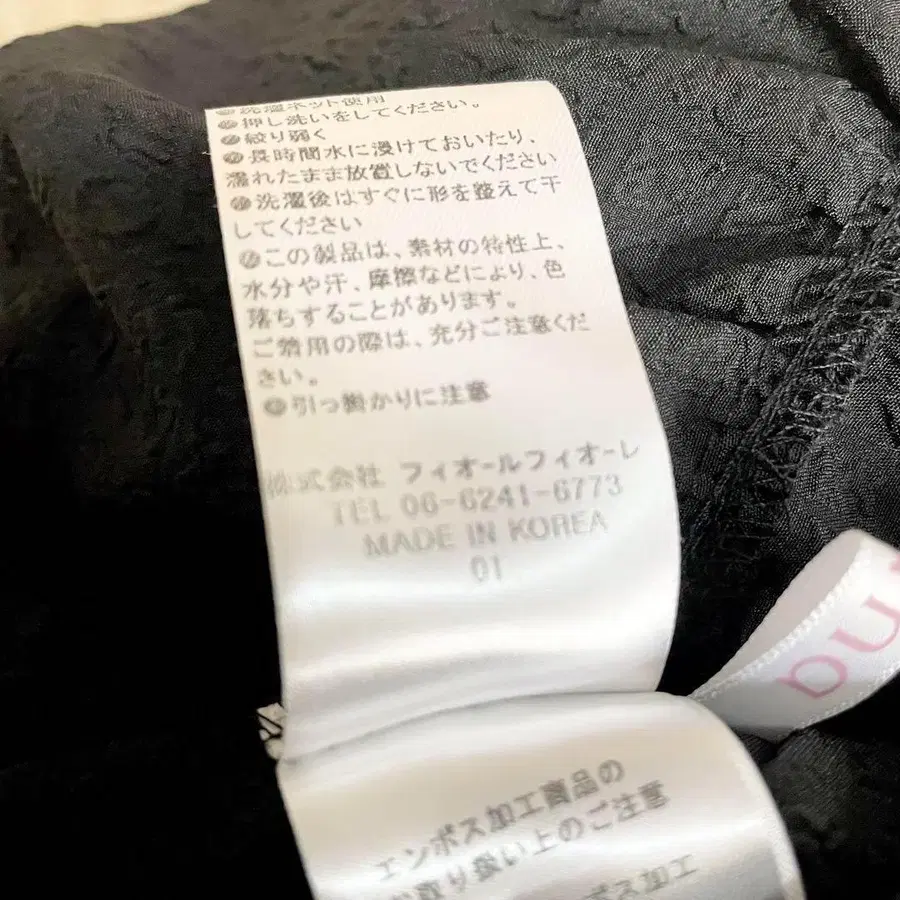 洗濯ネット使用
押し洗いをしてください。
絞り弱く
長時間水に浸けておいたり、
濡れたまま放置しないでください
洗濯後はすぐに形を整えて干
してください
この製品は、素材の特性上、
水分や汗、摩擦などにより、色
落ちすることがあります。
ご着用の際は、充分ご注意くだ
さい。
引っ掛かりに注意
株式会社 フィオールフィオーレ
TEL 06-6241-6773
MADE IN KOREA
01
na
エンボス加工商品の
お取り扱い上のご注意
ボス加工